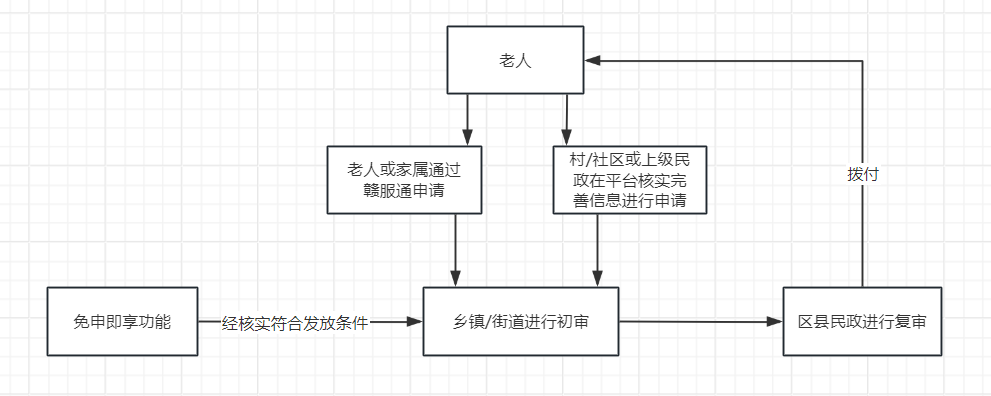 老人
老人或家属通过
赣服通申请
村/社区或上级民
政在平台核实完
善信息进行申请
拨付
免申即享功能
经核实符合发放条件
乡镇/街道进行初审
区县民政进行复审